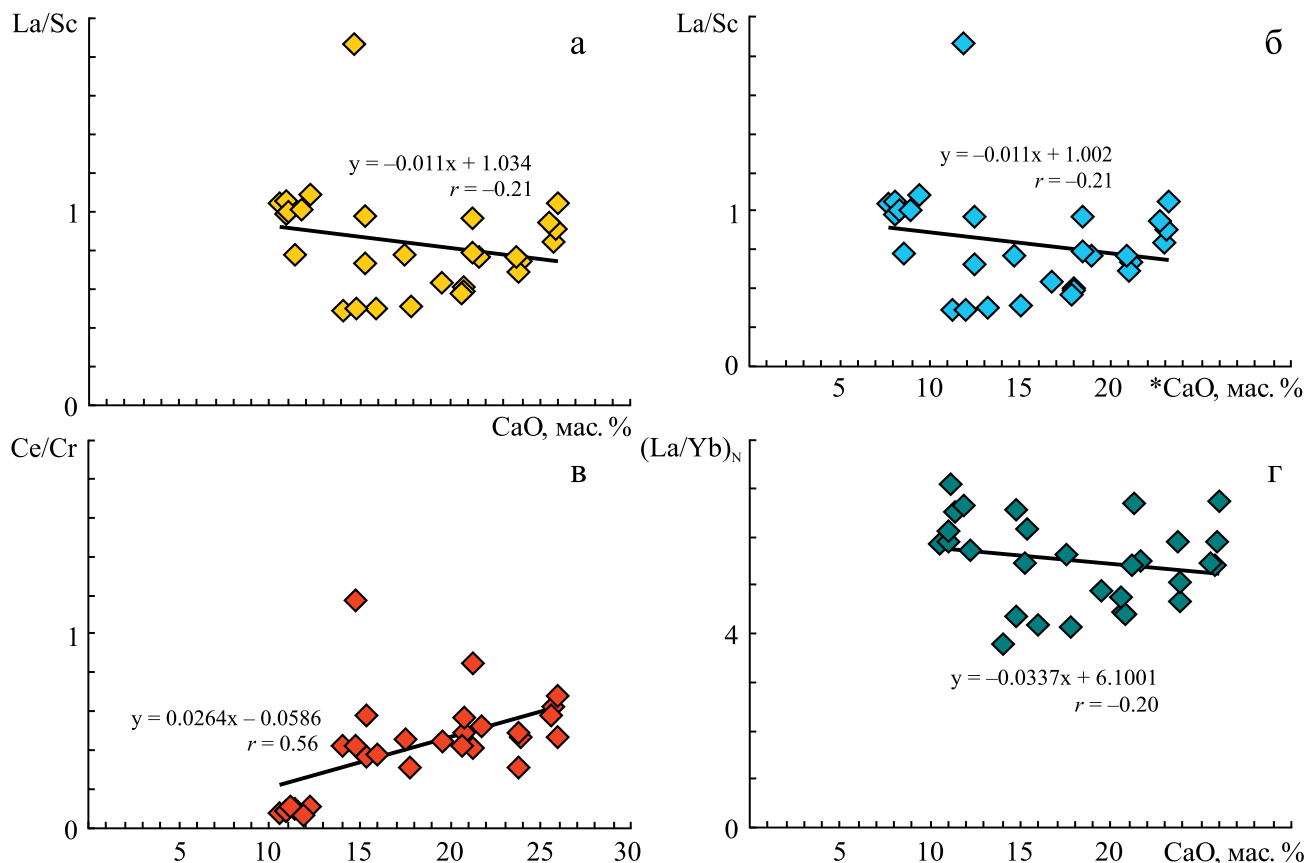 La/Sc
а
y = –0.011x + 1.034
r = –0.21
1
0
CaO, мас. %
La/Sc
б
y = –0.011x + 1.002
r = –0.21
1
0
5 10 15 20 *CaO, мас. %
Ce/Cr
в
1
y = 0.0264x – 0.0586
r = 0.56
0
5 10 15 20 25 30
(La/Yb)N
г
4
y = –0.0337x + 6.1001
r = –0.20
0
5 10 15 20 CaO, мас. %